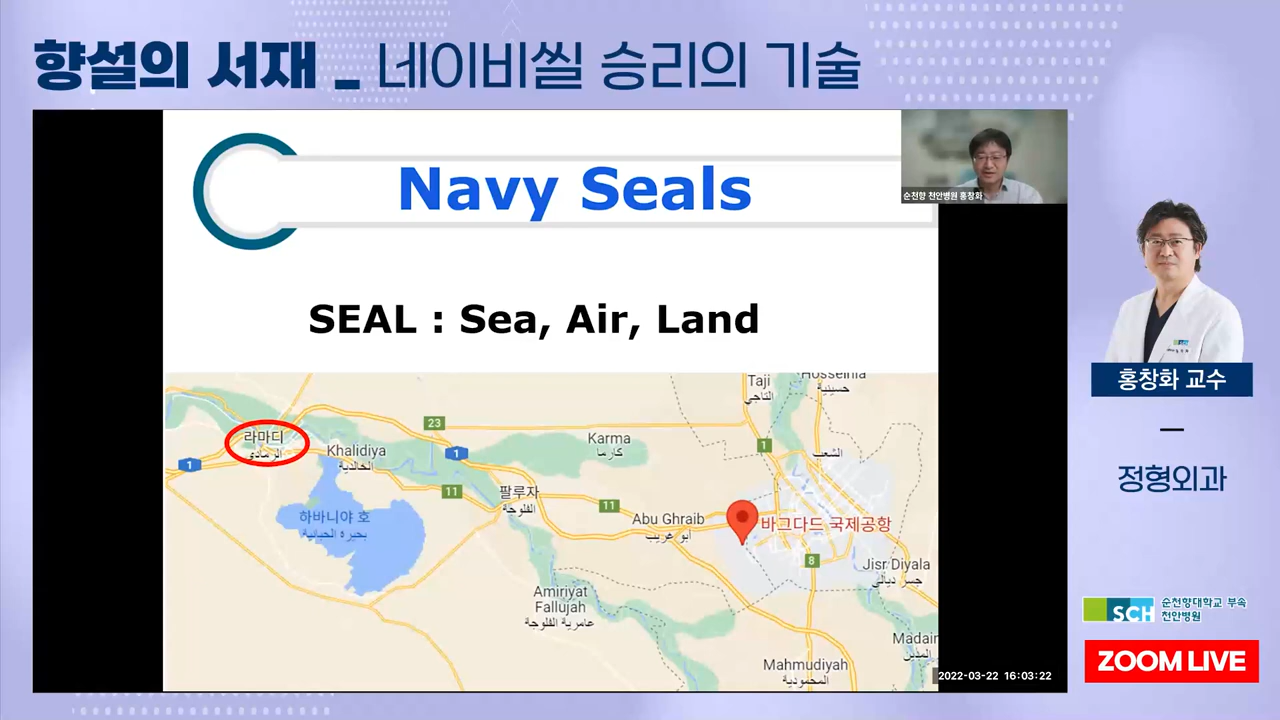 향설의 서재 _ 네이비씰 승리의 기술
Navy Seals
순천향 천안병원 홍창화
SEAL : Sea, Air, Land
Taji
التاجي
Hosseinia
حسينية
23
라마디
الرمادي
Khalidiya
الخالدية
1
1
Karma
كارما
1
الشعب
11
팔루자
الفلوجة
11
하바니야 호
بحيرة الحبانية
Abu Ghraib
أبو غريب
바그다드 국제공항
8
Jisr Diyala
جسر ديالى
Amiriyat
Fallujah
عامرية الفلوجة
Madain
المدين
Mahmudiyah
المحمودية
2022-03-22 16:03:22
홍창화 교수
정형외과
SCH
순천향대학교 부속
천안병원
ZOOM LIVE